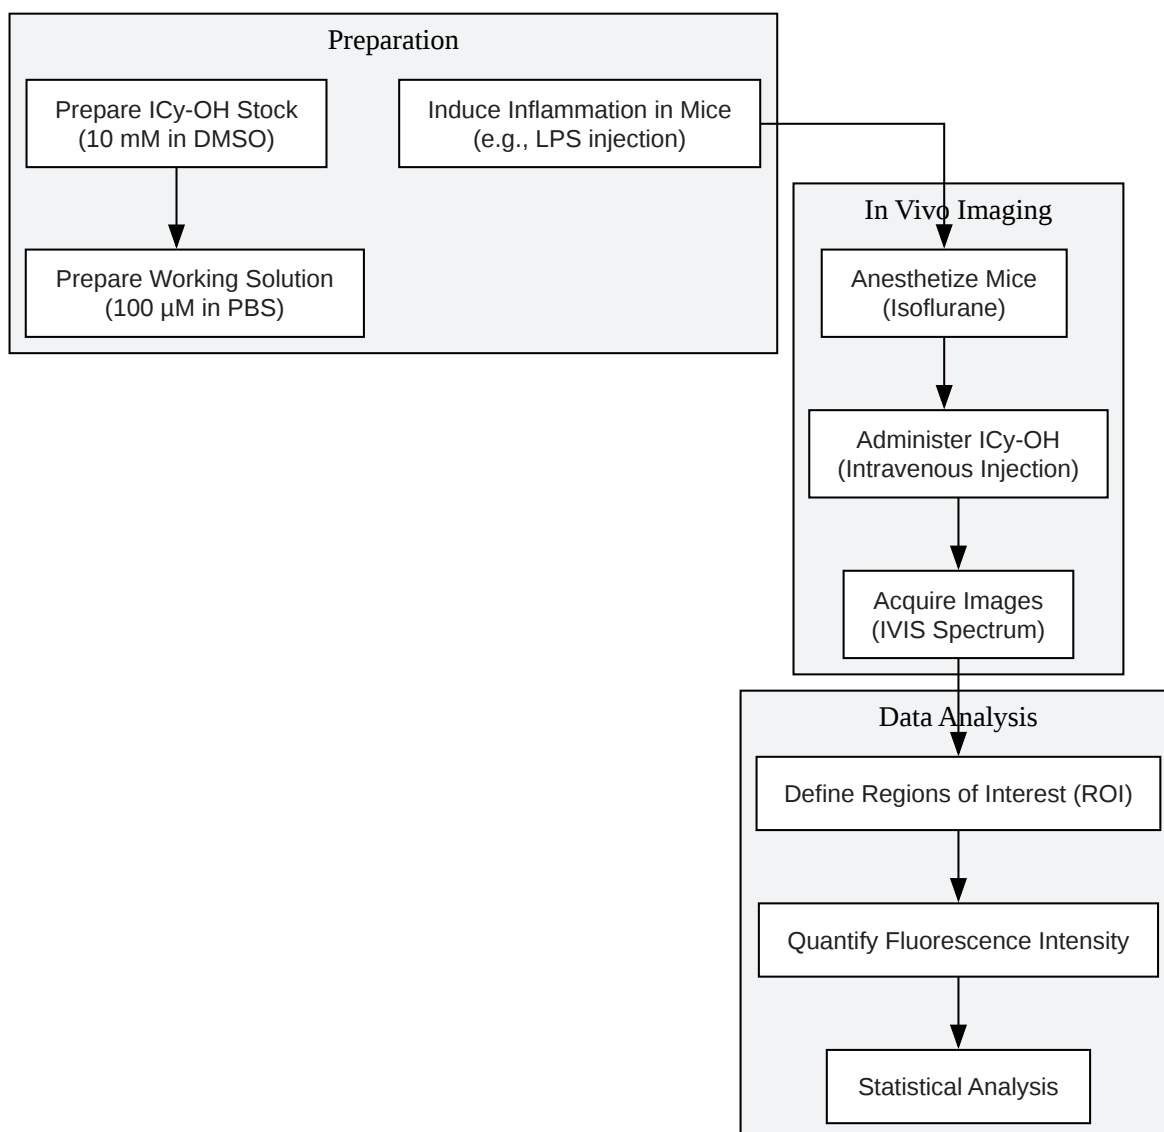 Preparation
Prepare ICy-OH Stock
(10 mM in DMSO)
Induce Inflammation in Mice
(e.g., LPS injection)
Prepare Working Solution
(100 µM in PBS)
In Vivo Imaging
Anesthetize Mice
(Isoflurane)
Administer ICy-OH
(Intravenous Injection)
Acquire Images
(IVIS Spectrum)
Data Analysis
Define Regions of Interest (ROI)
Quantify Fluorescence Intensity
Statistical Analysis